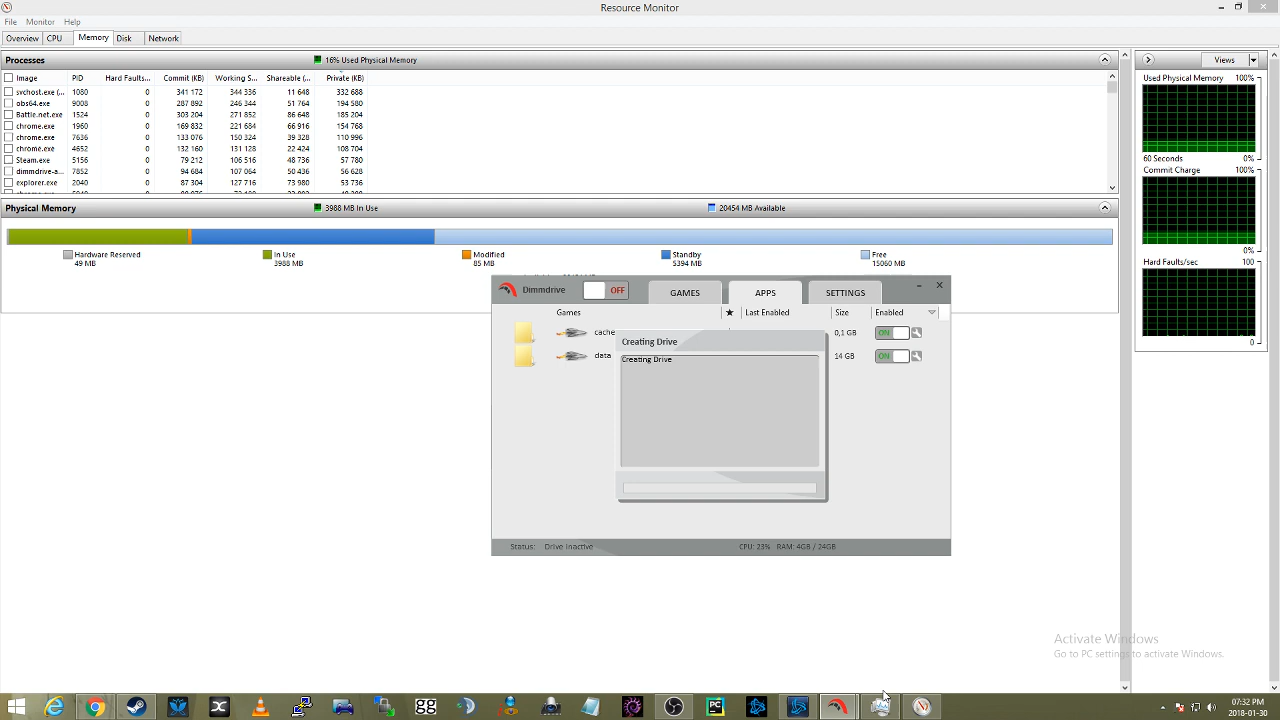 Resource Monitor
File Monitor Help
Overview CPU Memory Disk Network
Processes 16% Used Physical Memory
Image PID Hard Faults... Commit (KB) Working S... Shareable (... Private (KB)
svchost.exe (... 1080 0 341 172 344 336 11 648 332 688
obs64.exe 9008 0 287 892 246 344 51 764 194 580
Battle.net.exe 1524 0 303 204 271 852 86 648 185 204
chrome.exe 1960 0 169 832 221 684 66 916 154 768
chrome.exe 7636 0 133 076 150 324 39 328 110 996
chrome.exe 4652 0 132 160 131 128 22 424 108 704
Steam.exe 5156 0 79 212 106 516 48 736 57 780
dimmdrive-a... 7852 0 94 684 107 064 50 436 56 628
explorer.exe 2040 0 87 304 127 716 73 980 53 736
Physical Memory 3988 MB In Use 20454 MB Available
Hardware Reserved In Use Modified Standby Free
49 MB 3988 MB 85 MB 5394 MB 15060 MB
Views
Used Physical Memory 100%
60 Seconds 0%
Commit Charge 100%
0%
Hard Faults/sec 100
0
Dimmdrive OFF GAMES APPS SETTINGS
Games ★ Last Enabled Size Enabled
cache 0,1 GB ON
data 14 GB ON
Creating Drive
Creating Drive
Status: Drive Inactive CPU: 23% RAM: 4GB / 24GB
Activate Windows
Go to PC settings to activate Windows.
gg PC
07:32 PM
2018-01-30